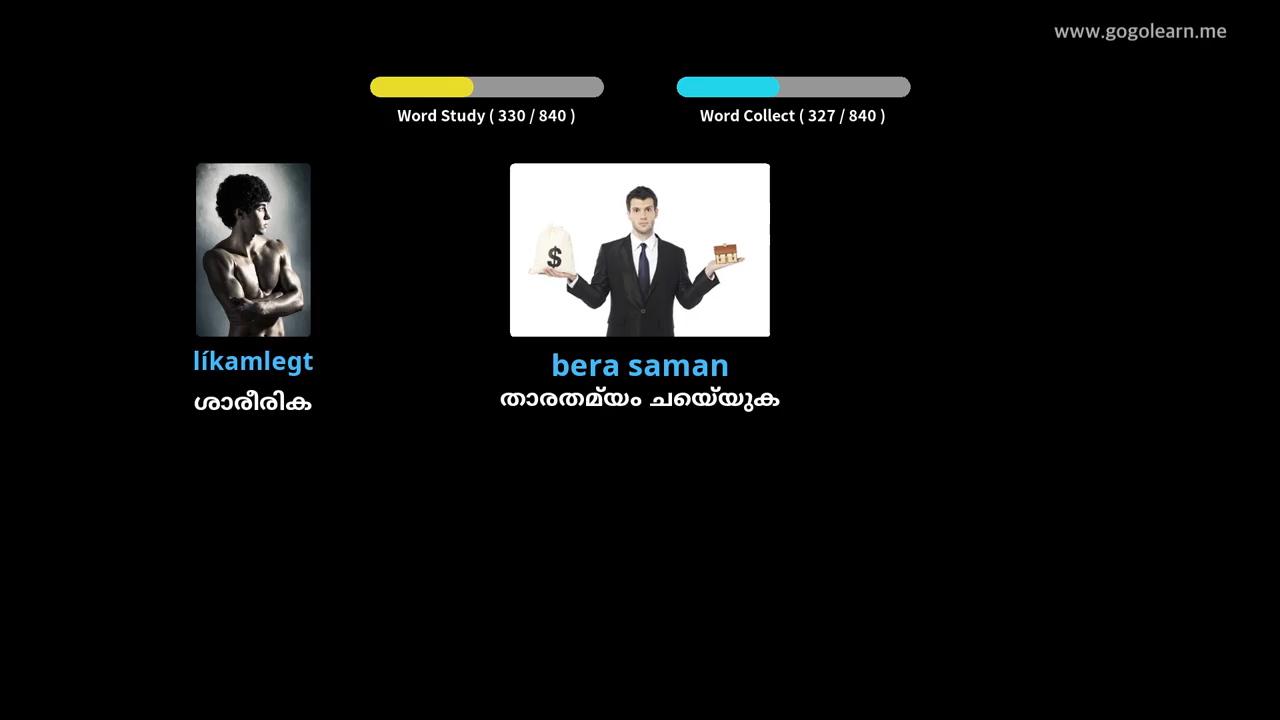 www.gogolearn.me
Word Study ( 330 / 840 )
Word Collect ( 327 / 840 )
$
líkamlegt
ശാരീരിക
bera saman
താരതമ്യം ചെയ്യുക